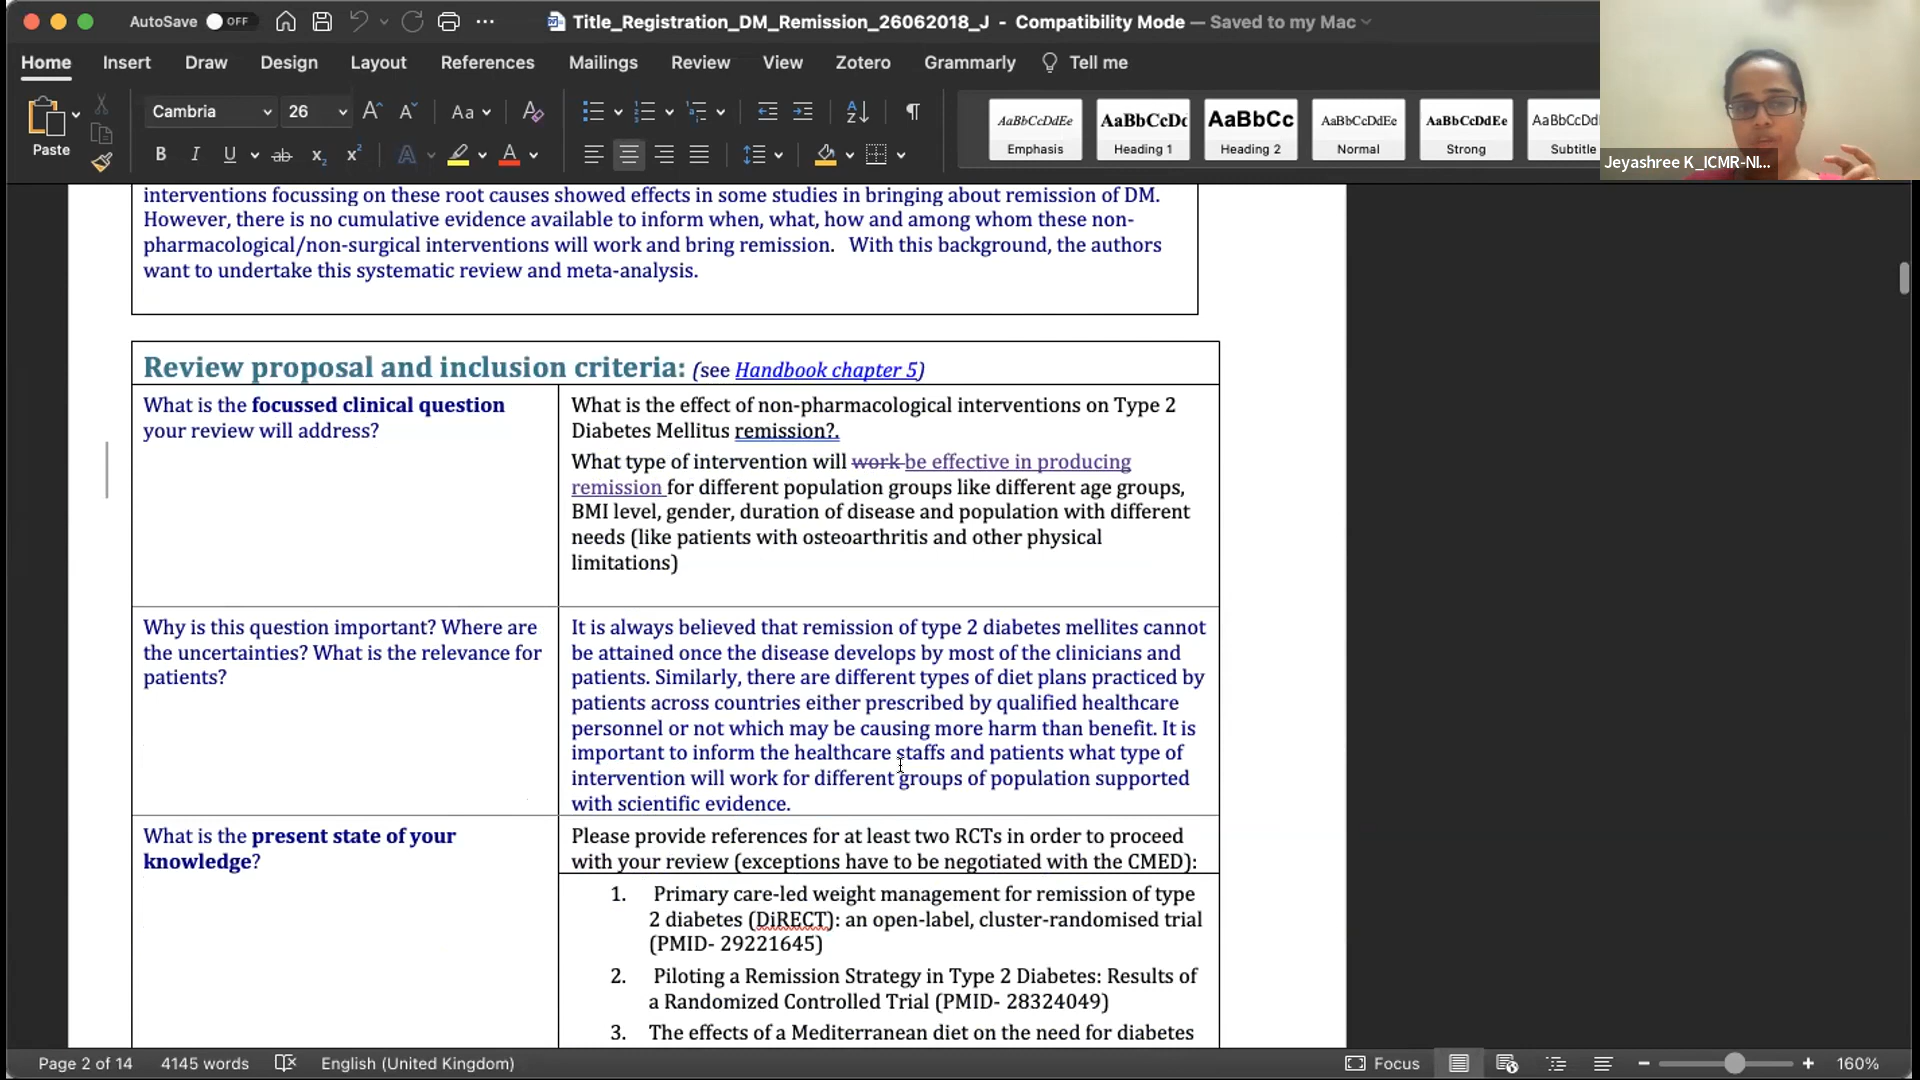 AutoSave OFF
Title_Registration_DM_Remission_26062018_J - Compatibility Mode — Saved to my Mac
Home Insert Draw Design Layout References Mailings Review View Zotero Grammarly Tell me
Paste
Cambria 26
AaBbCcDdEe AaBbCcDc AaBbCc AaBbCcDdEe AaBbCcDdEe AaBbCcDd
Emphasis Heading 1 Heading 2 Normal Strong Subtitle
Jeyashree K_ICMR-NI...
interventions focussing on these root causes showed effects in some studies in bringing about remission of DM.
However, there is no cumulative evidence available to inform when, what, how and among whom these non-
pharmacological/non-surgical interventions will work and bring remission. With this background, the authors
want to undertake this systematic review and meta-analysis.
Review proposal and inclusion criteria: (see Handbook chapter 5)
What is the focussed clinical question
your review will address?
What is the effect of non-pharmacological interventions on Type 2
Diabetes Mellitus remission?.
What type of intervention will work be effective in producing
remission for different population groups like different age groups,
BMI level, gender, duration of disease and population with different
needs (like patients with osteoarthritis and other physical
limitations)
Why is this question important? Where are
the uncertainties? What is the relevance for
patients?
It is always believed that remission of type 2 diabetes mellites cannot
be attained once the disease develops by most of the clinicians and
patients. Similarly, there are different types of diet plans practiced by
patients across countries either prescribed by qualified healthcare
personnel or not which may be causing more harm than benefit. It is
important to inform the healthcare staffs and patients what type of
intervention will work for different groups of population supported
with scientific evidence.
What is the present state of your
knowledge?
Please provide references for at least two RCTs in order to proceed
with your review (exceptions have to be negotiated with the CMED):
1. Primary care-led weight management for remission of type
2 diabetes (DiRECT): an open-label, cluster-randomised trial
(PMID- 29221645)
2. Piloting a Remission Strategy in Type 2 Diabetes: Results of
a Randomized Controlled Trial (PMID- 28324049)
3. The effects of a Mediterranean diet on the need for diabetes
Page 2 of 14 4145 words English (United Kingdom) Focus 160%